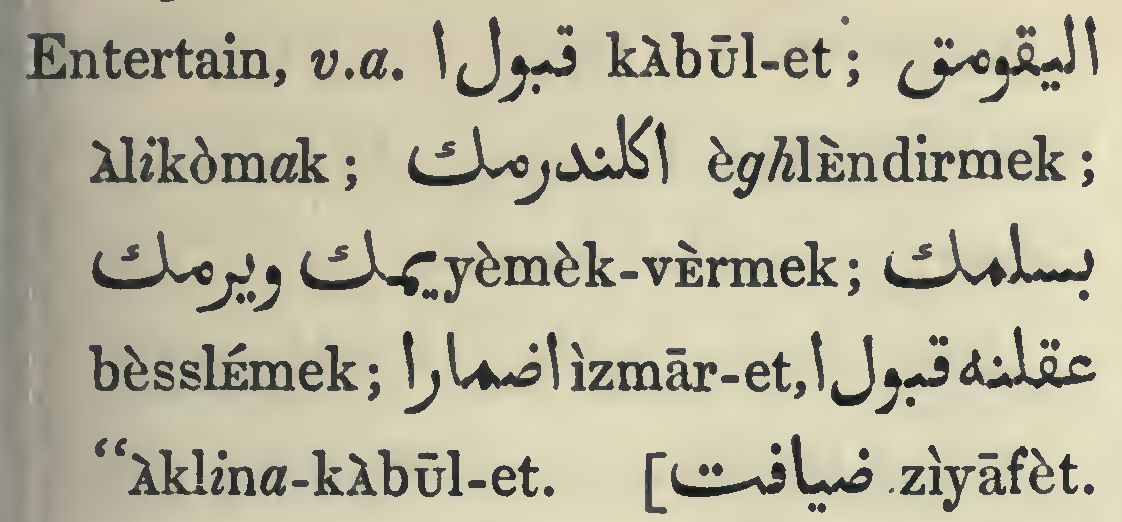 Entertain, v.a. قبول ا kàbūl-et; اليقومق
àlikòmak; اكلندرمك èghlèndirmek;
يمك ويرمك yèmèk-vèrmek; بسلمك
bèsslémek; اضمار ا ìzmār-et, عقلنه قبول ا
“àklina-kàbūl-et. [ضيافت zìyāfèt.